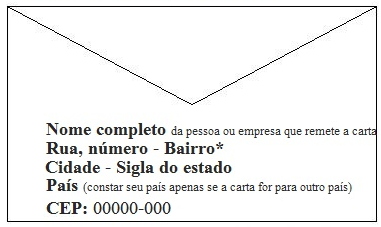 Nome completo da pessoa ou empresa que remete a carta
Rua, número - Bairro*
Cidade - Sigla do estado
País (constar seu país apenas se a carta for para outro país)
CEP: 00000-000